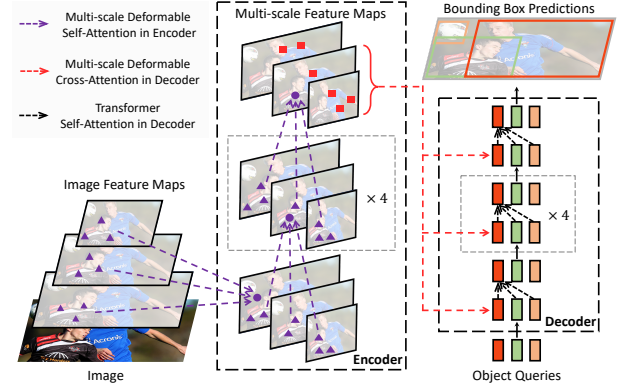 Multi-scale Deformable
Self-Attention in Encoder
Multi-scale Deformable
Cross-Attention in Decoder
Transformer
Self-Attention in Decoder
Multi-scale Feature Maps
Bounding Box Predictions
Image Feature Maps
× 4
× 4
Acronis
Encoder
Decoder
Image
Object Queries